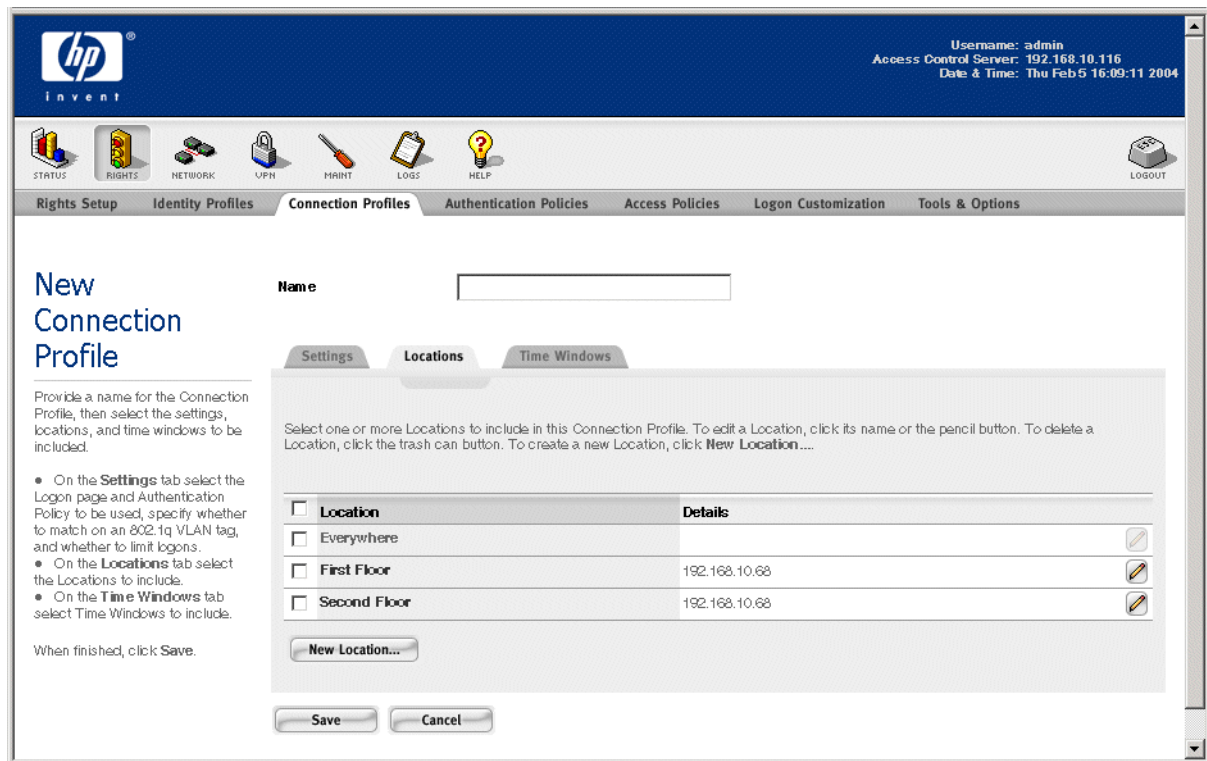 hp
®
invent
Username: admin
Access Control Server: 192.168.10.116
Date & Time: Thu Feb 5 16:09:11 2004
STATUS RIGHTS NETWORK VPN MAINT LOGS HELP LOGOUT
Rights Setup Identity Profiles Connection Profiles Authentication Policies Access Policies Logon Customization Tools & Options
New
Connection
Profile
Provide a name for the Connection
Profile, then select the settings,
locations, and time windows to be
included.
● On the Settings tab select the
Logon page and Authentication
Policy to be used, specify whether
to match on an 802.1q VLAN tag,
and whether to limit logons.
● On the Locations tab select
the Locations to include.
● On the Time Windows tab
select Time Windows to include.
When finished, click Save.
Name
Settings Locations Time Windows
Select one or more Locations to include in this Connection Profile. To edit a Location, click its name or the pencil button. To delete a
Location, click the trash can button. To create a new Location, click New Location....
Location Details
Everywhere
First Floor 192.168.10.68
Second Floor 192.168.10.68
New Location...
Save Cancel